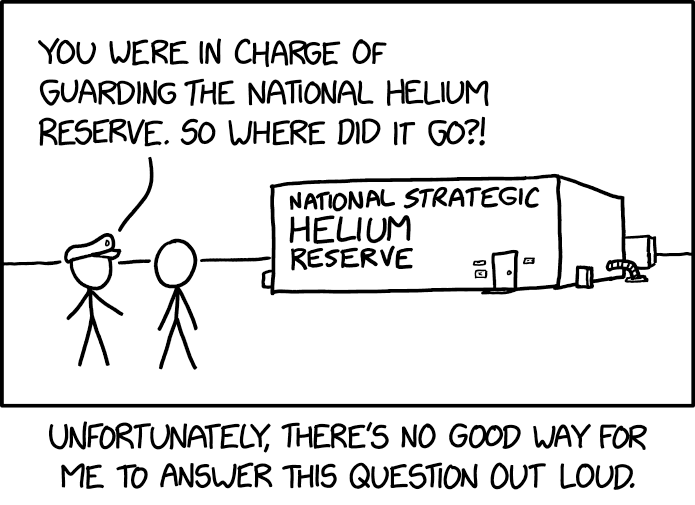 YOU WERE IN CHARGE OF
GUARDING THE NATIONAL HELIUM
RESERVE. SO WHERE DID IT GO?!
NATIONAL STRATEGIC
HELIUM
RESERVE
UNFORTUNATELY, THERE'S NO GOOD WAY FOR
ME TO ANSWER THIS QUESTION OUT LOUD.